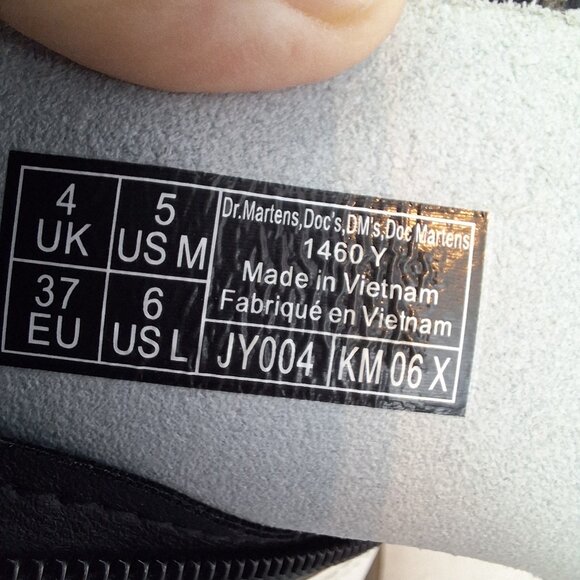 4
UK
5
US M
37
EU
6
US L
Dr.Martens,Doc's,DM's,Doc Martens
1460 Y
Made in Vietnam
Fabriqué en Vietnam
JY004
KM 06 X